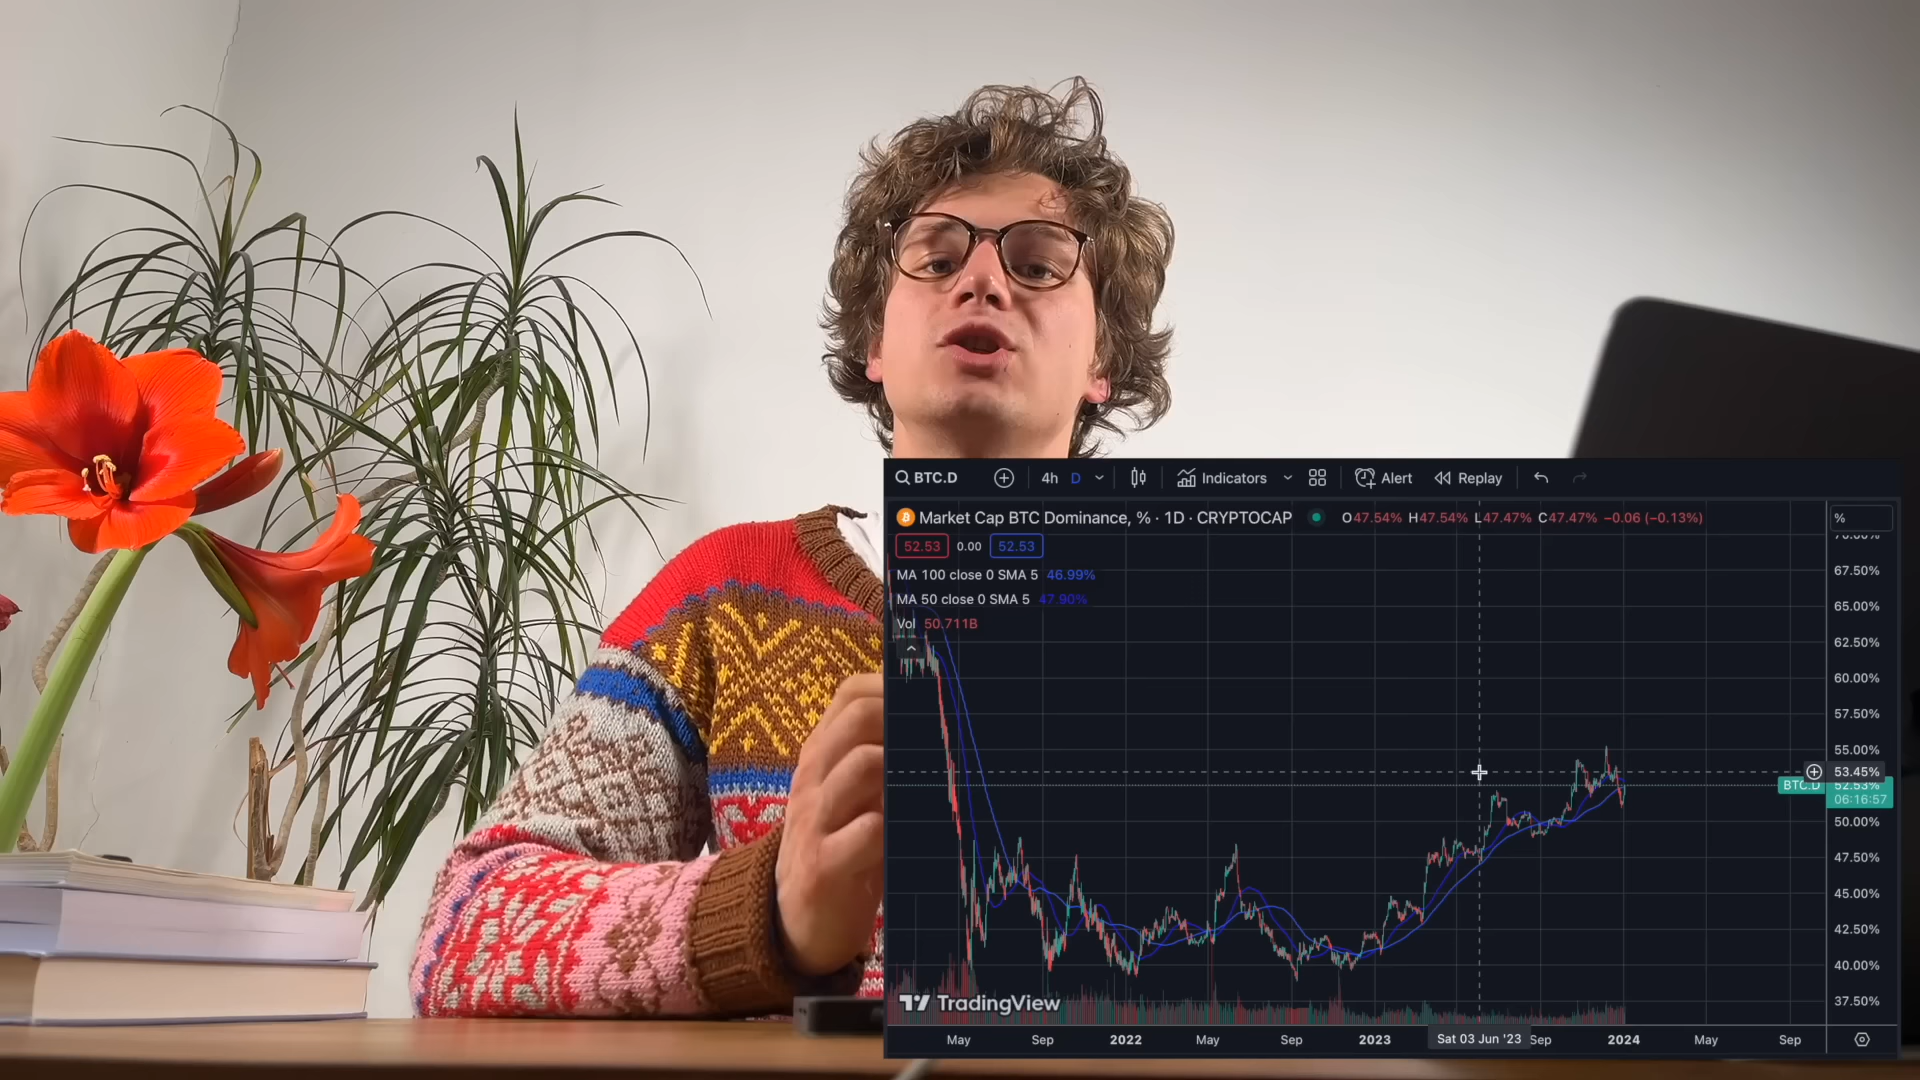 BTC.D 4h D Indicators Alert Replay
Market Cap BTC Dominance, % · 1D · CRYPTOCAP O47.54% H47.54% L47.47% C47.47% −0.06 (−0.13%) %
52.53 0.00 52.53
MA 100 close 0 SMA 5 46.99%
MA 50 close 0 SMA 5 47.90%
Vol 50.711B
67.50%
65.00%
62.50%
60.00%
57.50%
55.00%
53.45%
BTC.D 52.53%
06:16:57
50.00%
47.50%
45.00%
42.50%
40.00%
37.50%
TradingView
May Sep 2022 May Sep 2023 Sat 03 Jun '23 Sep 2024 May Sep